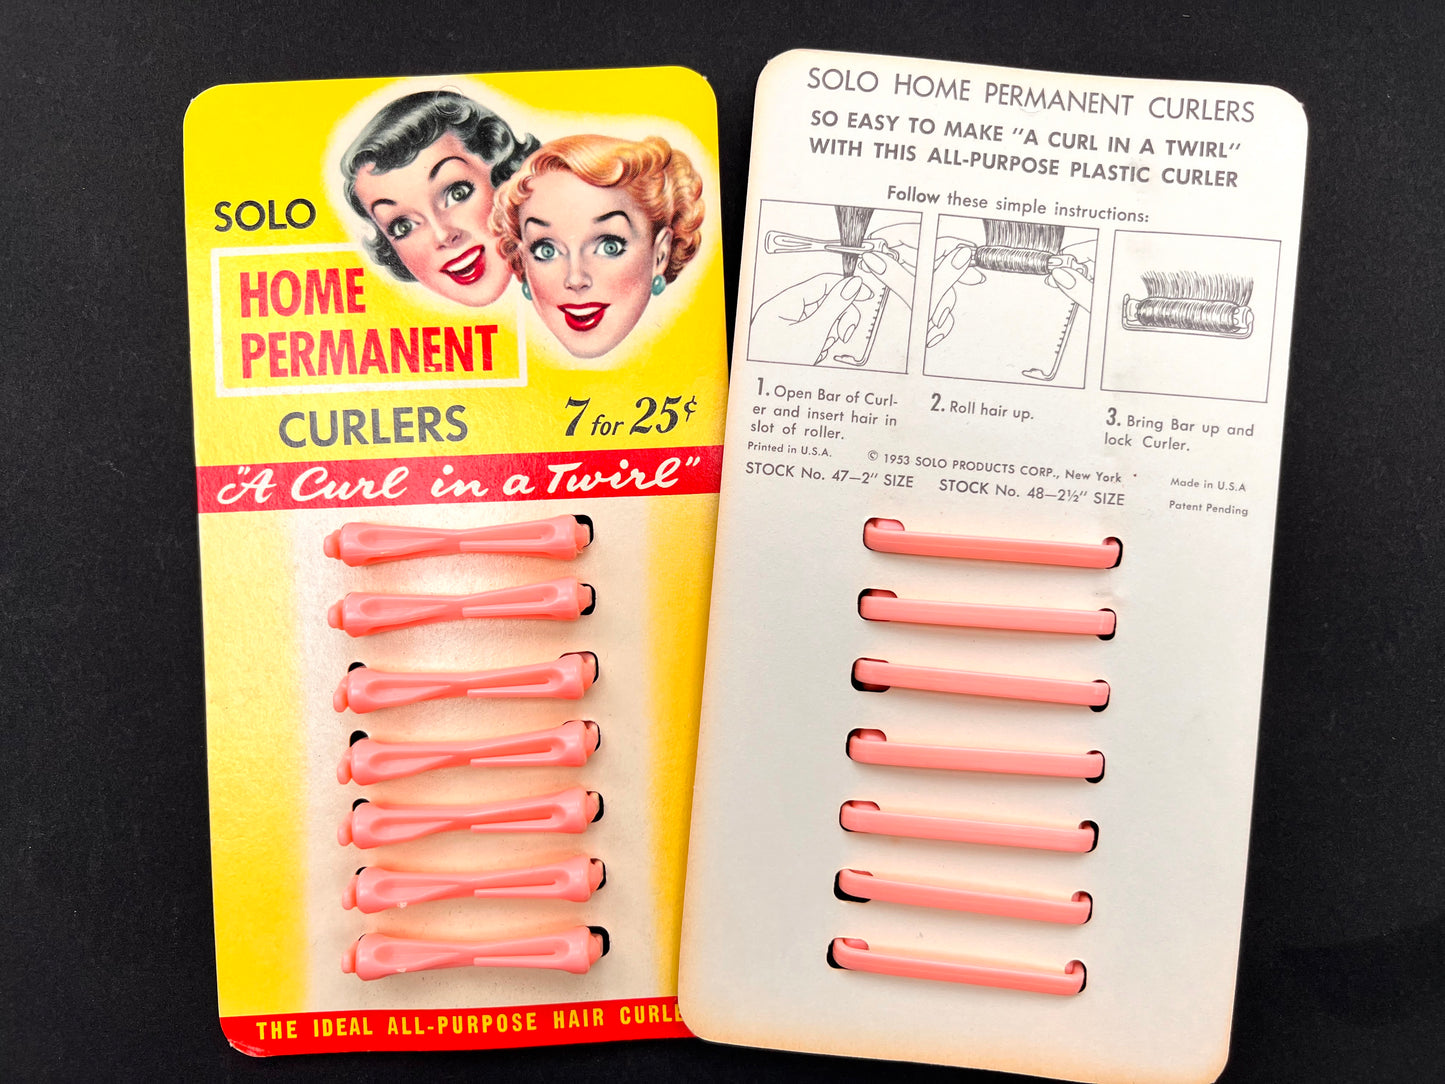 SOLO
HOME
PERMANENT
CURLERS
7 for 25¢
"A Curl in a Twirl"
THE IDEAL ALL-PURPOSE HAIR CURLE
SOLO HOME PERMANENT CURLERS
SO EASY TO MAKE "A CURL IN A TWIRL"
WITH THIS ALL-PURPOSE PLASTIC CURLER
Follow these simple instructions:
1. Open Bar of Curl-
er and insert hair in
slot of roller.
2. Roll hair up.
3. Bring Bar up and
lock Curler.
Printed in U.S.A.
© 1953 SOLO PRODUCTS CORP., New York
Made in U.S.A
STOCK No. 47—2" SIZE STOCK No. 48—2½" SIZE
Patent Pending